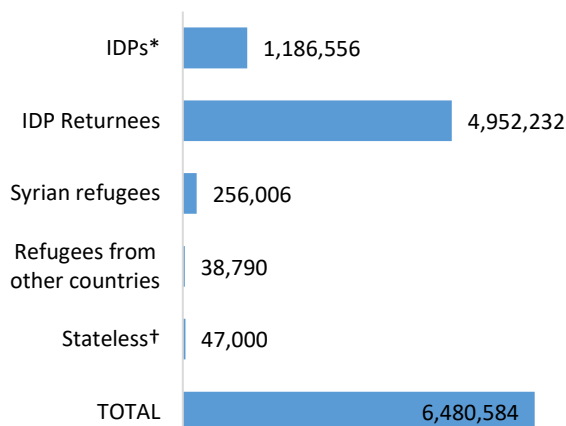 IDPs* 1,186,556
IDP Returnees 4,952,232
Syrian refugees 256,006
Refugees from
other countries 38,790
Stateless† 47,000
TOTAL 6,480,584